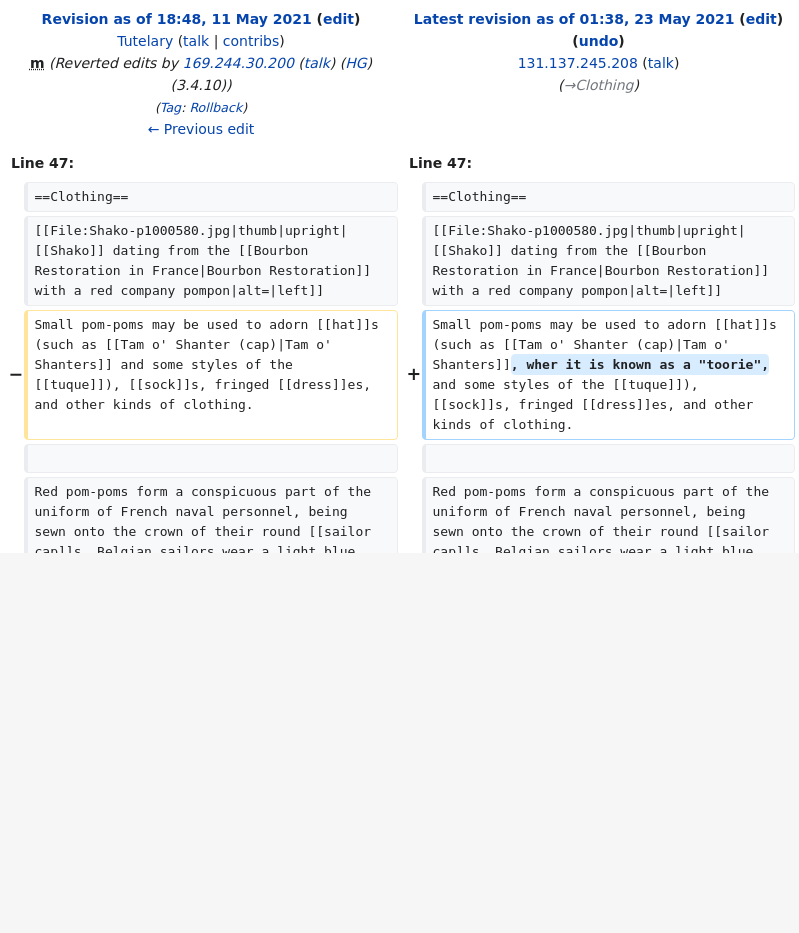 Revision as of 18:48, 11 May 2021 (edit)
Tutelary (talk | contribs)
m (Reverted edits by 169.244.30.200 (talk) (HG)
(3.4.10))
(Tag: Rollback)
← Previous edit
Latest revision as of 01:38, 23 May 2021 (edit)
(undo)
131.137.245.208 (talk)
(→Clothing)
Line 47:
Line 47:
==Clothing==
[[File:Shako-p1000580.jpg|thumb|upright|
[[Shako]] dating from the [[Bourbon
Restoration in France|Bourbon Restoration]]
with a red company pompon|alt=|left]]
==Clothing==
[[File:Shako-p1000580.jpg|thumb|upright|
[[Shako]] dating from the [[Bourbon
Restoration in France|Bourbon Restoration]]
with a red company pompon|alt=|left]]
−
Small pom-poms may be used to adorn [[hat]]s
(such as [[Tam o' Shanter (cap)|Tam o'
Shanters]] and some styles of the
[[tuque]]), [[sock]]s, fringed [[dress]]es,
and other kinds of clothing.
+
Small pom-poms may be used to adorn [[hat]]s
(such as [[Tam o' Shanter (cap)|Tam o'
Shanters]], wher it is known as a "toorie",
and some styles of the [[tuque]]),
[[sock]]s, fringed [[dress]]es, and other
kinds of clothing.
Red pom-poms form a conspicuous part of the
uniform of French naval personnel, being
sewn onto the crown of their round [[sailor
cap]]s. Belgian sailors wear a light blue
Red pom-poms form a conspicuous part of the
uniform of French naval personnel, being
sewn onto the crown of their round [[sailor
cap]]s. Belgian sailors wear a light blue